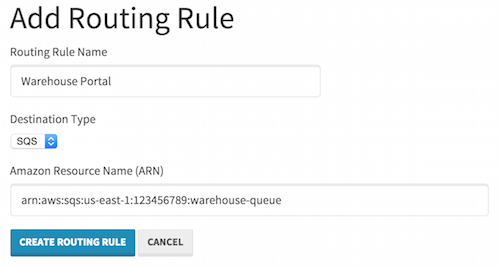 Add Routing Rule
Routing Rule Name
Warehouse Portal
Destination Type
SQS
Amazon Resource Name (ARN)
arn:aws:sqs:us-east-1:123456789:warehouse-queue
CREATE ROUTING RULE CANCEL